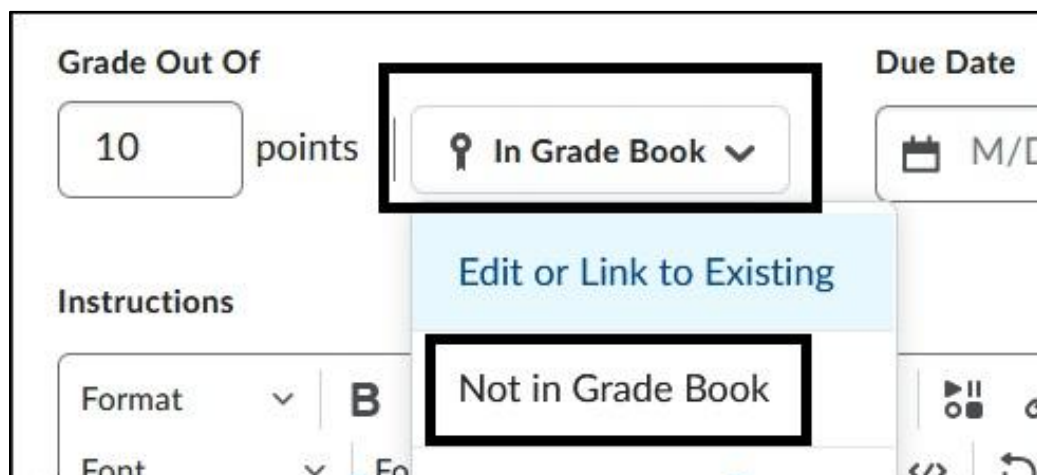 Grade Out Of
Due Date
10 points
In Grade Book
M/D
Edit or Link to Existing
Instructions
Not in Grade Book
Format
B
Font
Fo